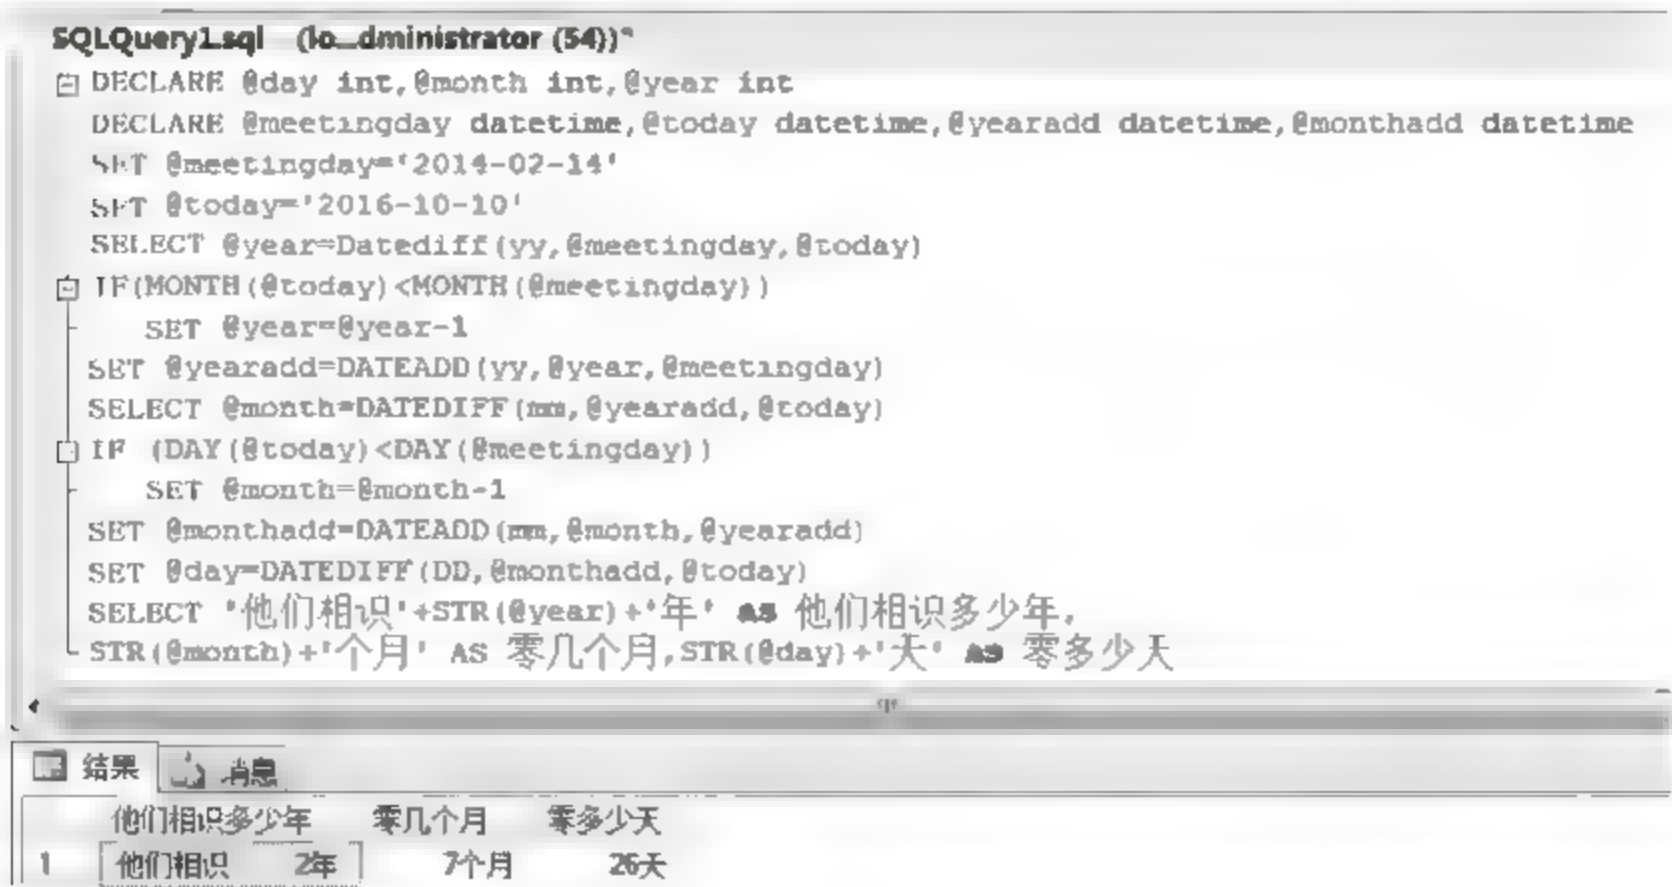 SQLQuery1.sql (lo...dministrator (54))*
DECLARE @day int,@month int,@year int
DECLARE @meetingday datetime,@today datetime,@yearadd datetime,@monthadd datetime
SET @meetingday='2014-02-14'
SET @today='2016-10-10'
SELECT @year=Datediff(yy,@meetingday,@today)
IF(MONTH(@today)<MONTH(@meetingday))
SET @year=@year-1
SET @yearadd=DATEADD(yy,@year,@meetingday)
SELECT @month=DATEDIFF(mm,@yearadd,@today)
IF (DAY(@today)<DAY(@meetingday))
SET @month=@month-1
SET @monthadd=DATEADD(mm,@month,@yearadd)
SET @day=DATEDIFF(DD,@monthadd,@today)
SELECT '他们相识'+STR(@year)+'年' as 他们相识多少年,
STR(@month)+'个月' AS 零几个月,STR(@day)+'天' as 零多少天
结果 消息
他们相识多少年 零几个月 零多少天
1 他们相识 2年 7个月 26天